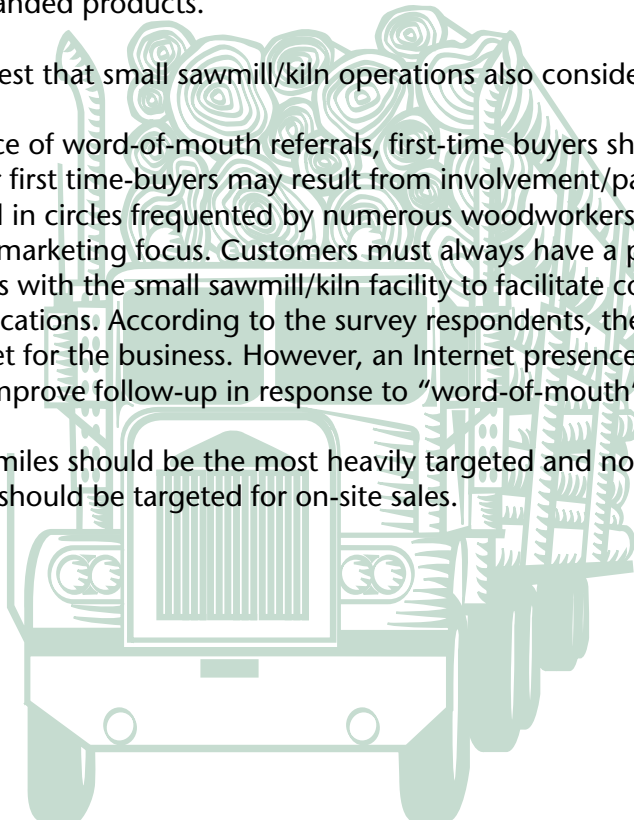 anded products.
est that small sawmill/kiln operations also conside
ce of word-of-mouth referrals, first-time buyers sh
first time-buyers may result from involvement/pa
in circles frequented by numerous woodworkers
marketing focus. Customers must always have a p
s with the small sawmill/kiln facility to facilitate co
cations. According to the survey respondents, the
et for the business. However, an Internet presence
mprove follow-up in response to “word-of-mouth”
miles should be the most heavily targeted and no
should be targeted for on-site sales.